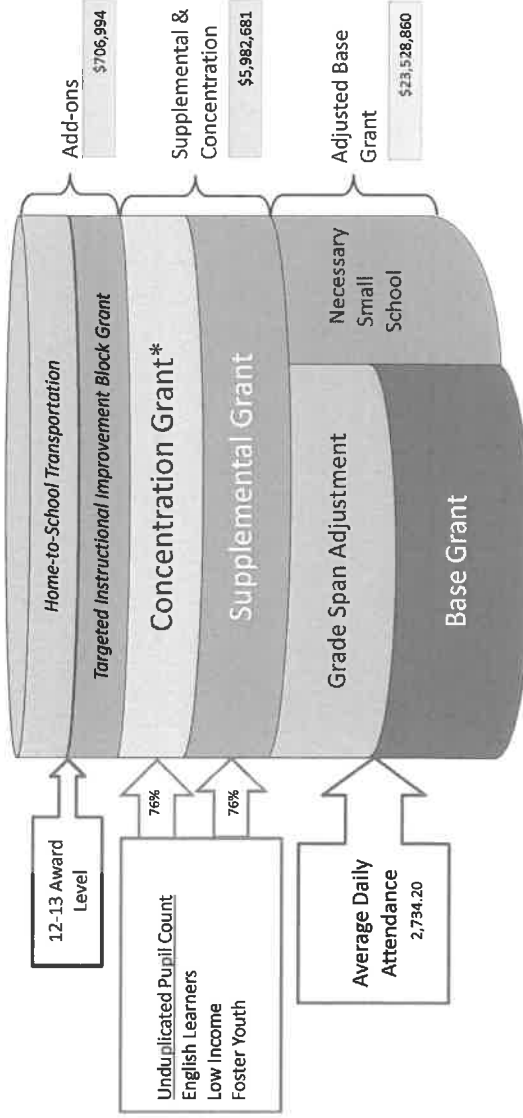 12-13 Award
Level
Unduplicated Pupil Count
English Learners
Low Income
Foster Youth
76%
76%
Average Daily
Attendance
2,734.20
Home-to-School Transportation
Targeted Instructional Improvement Block Grant
Concentration Grant*
Supplemental Grant
Grade Span Adjustment
Base Grant
Necessary
Small
School
Add-ons
$706,994
Supplemental &
Concentration
$5,982,681
Adjusted Base
Grant
$23,528,860